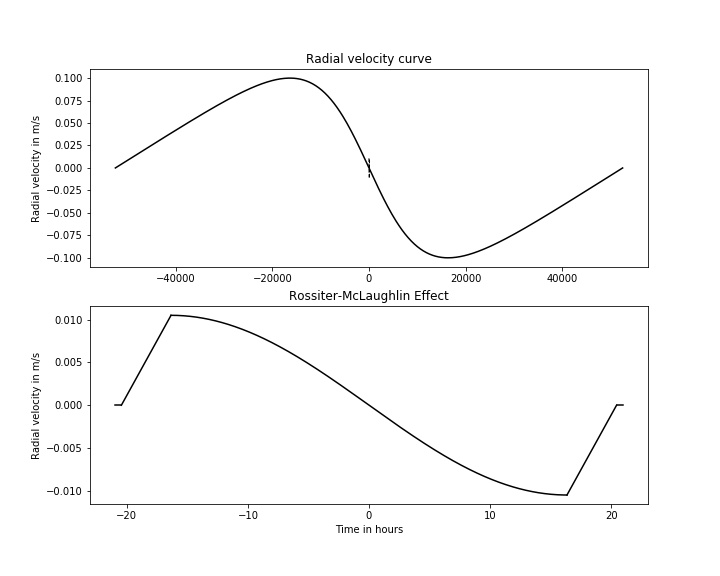 Radial velocity curve
Radial velocity in m/s
0.100
0.075
0.050
0.025
0.000
−0.025
−0.050
−0.075
−0.100
−40000 −20000 0 20000 40000
Rossiter-McLaughlin Effect
Radial velocity in m/s
0.010
0.005
0.000
−0.005
−0.010
−20 −10 0 10 20
Time in hours